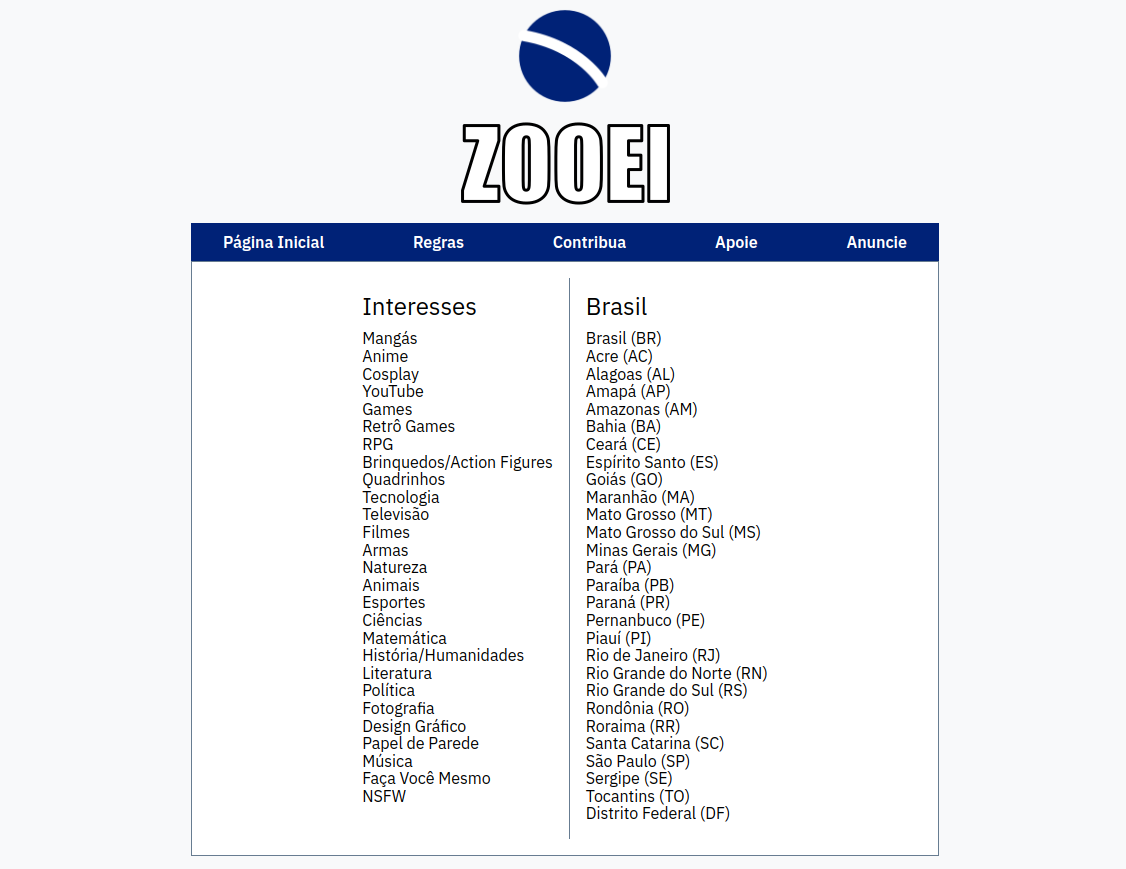 ZOOEI
Página Inicial Regras Contribua Apoie Anuncie
Interesses
Mangás
Anime
Cosplay
YouTube
Games
Retrô Games
RPG
Brinquedos/Action Figures
Quadrinhos
Tecnologia
Televisão
Filmes
Armas
Natureza
Animais
Esportes
Ciências
Matemática
História/Humanidades
Literatura
Política
Fotografia
Design Gráfico
Papel de Parede
Música
Faça Você Mesmo
NSFW
Brasil
Brasil (BR)
Acre (AC)
Alagoas (AL)
Amapá (AP)
Amazonas (AM)
Bahia (BA)
Ceará (CE)
Espírito Santo (ES)
Goiás (GO)
Maranhão (MA)
Mato Grosso (MT)
Mato Grosso do Sul (MS)
Minas Gerais (MG)
Pará (PA)
Paraíba (PB)
Paraná (PR)
Pernanbuco (PE)
Piauí (PI)
Rio de Janeiro (RJ)
Rio Grande do Norte (RN)
Rio Grande do Sul (RS)
Rondônia (RO)
Roraima (RR)
Santa Catarina (SC)
São Paulo (SP)
Sergipe (SE)
Tocantins (TO)
Distrito Federal (DF)